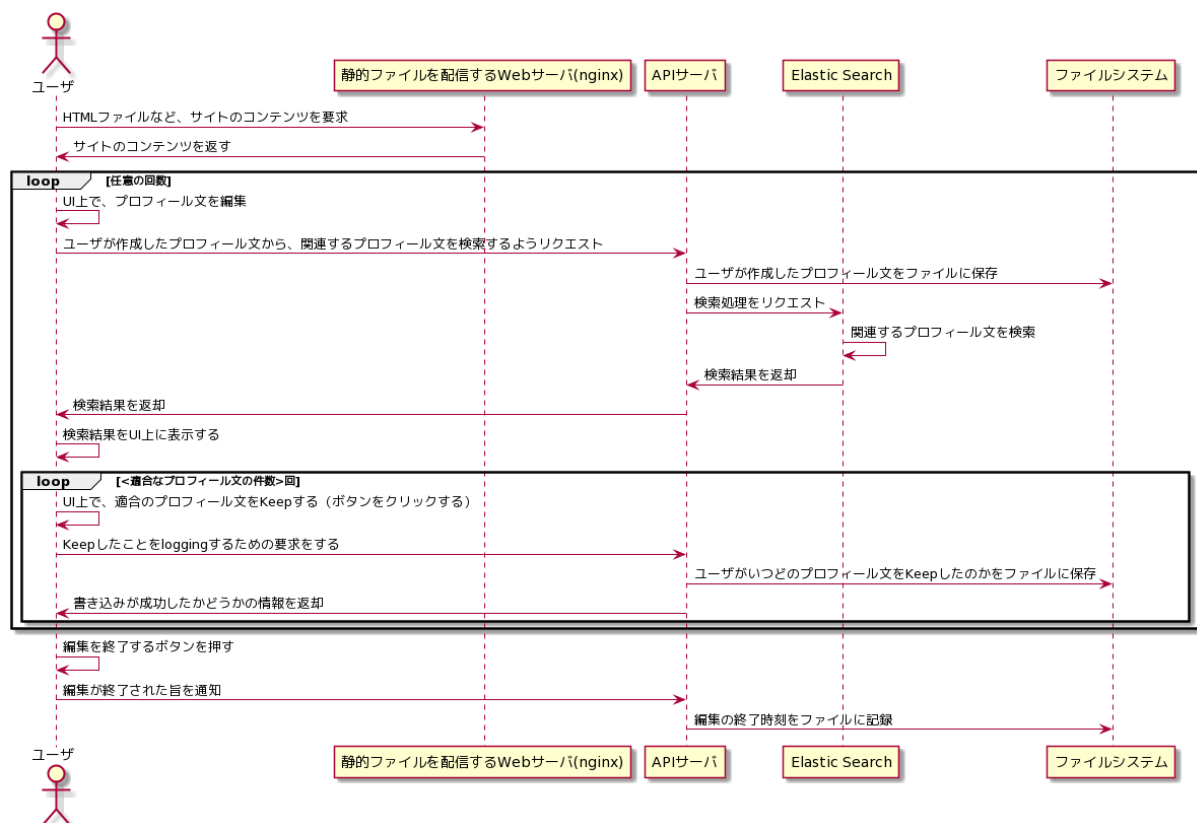 ユーザ
静的ファイルを配信するWebサーバ(nginx)
APIサーバ
Elastic Search
ファイルシステム
HTMLファイルなど、サイトのコンテンツを要求
サイトのコンテンツを返す
loop
[任意の回数]
UI上で、プロフィール文を編集
ユーザが作成したプロフィール文から、関連するプロフィール文を検索するようリクエスト
ユーザが作成したプロフィール文をファイルに保存
検索処理をリクエスト
関連するプロフィール文を検索
検索結果を返却
検索結果を返却
検索結果をUI上に表示する
loop
[<適合なプロフィール文の件数>回]
UI上で、適合のプロフィール文をKeepする（ボタンをクリックする）
Keepしたことをloggingするための要求をする
ユーザがいつどのプロフィール文をKeepしたのかをファイルに保存
書き込みが成功したかどうかの情報を返却
編集を終了するボタンを押す
編集が終了された旨を通知
編集の終了時刻をファイルに記録
ユーザ
静的ファイルを配信するWebサーバ(nginx)
APIサーバ
Elastic Search
ファイルシステム